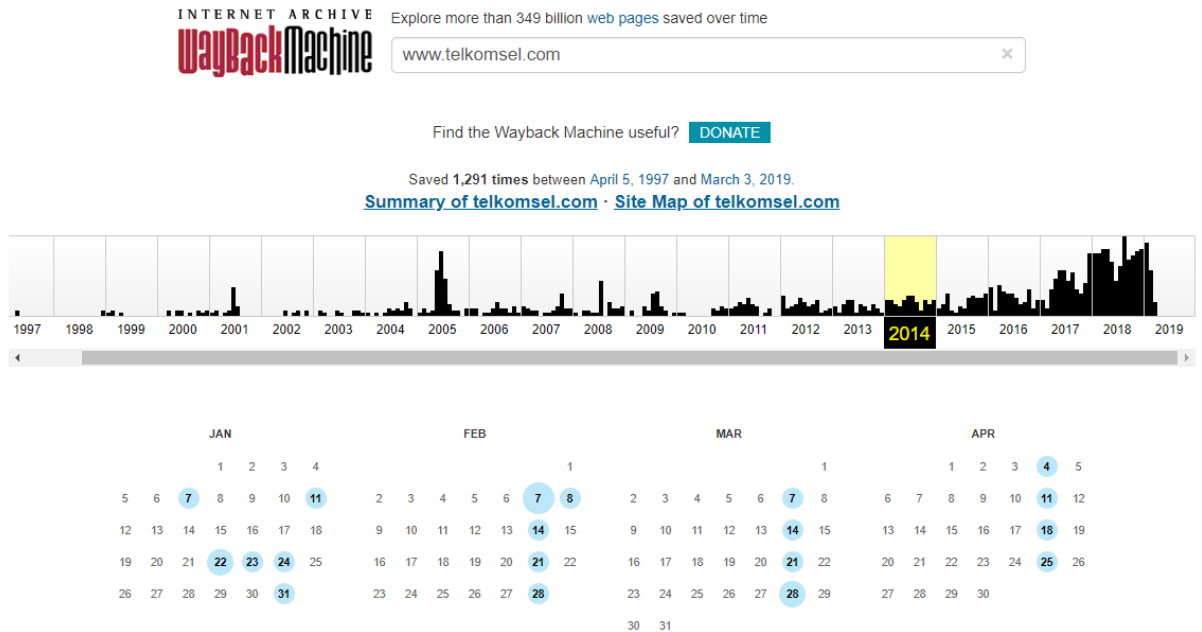 INTERNET ARCHIVE
WayBackMachine
Explore more than 349 billion web pages saved over time
www.telkomsel.com ×
Find the Wayback Machine useful? DONATE
Saved 1,291 times between April 5, 1997 and March 3, 2019.
Summary of telkomsel.com · Site Map of telkomsel.com
1997 1998 1999 2000 2001 2002 2003 2004 2005 2006 2007 2008 2009 2010 2011 2012 2013 2014 2015 2016 2017 2018 2019
JAN
1 2 3 4
5 6 7 8 9 10 11
12 13 14 15 16 17 18
19 20 21 22 23 24 25
26 27 28 29 30 31
FEB
1
2 3 4 5 6 7 8
9 10 11 12 13 14 15
16 17 18 19 20 21 22
23 24 25 26 27 28
MAR
1
2 3 4 5 6 7 8
9 10 11 12 13 14 15
16 17 18 19 20 21 22
23 24 25 26 27 28 29
30 31
APR
1 2 3 4 5
6 7 8 9 10 11 12
13 14 15 16 17 18 19
20 21 22 23 24 25 26
27 28 29 30